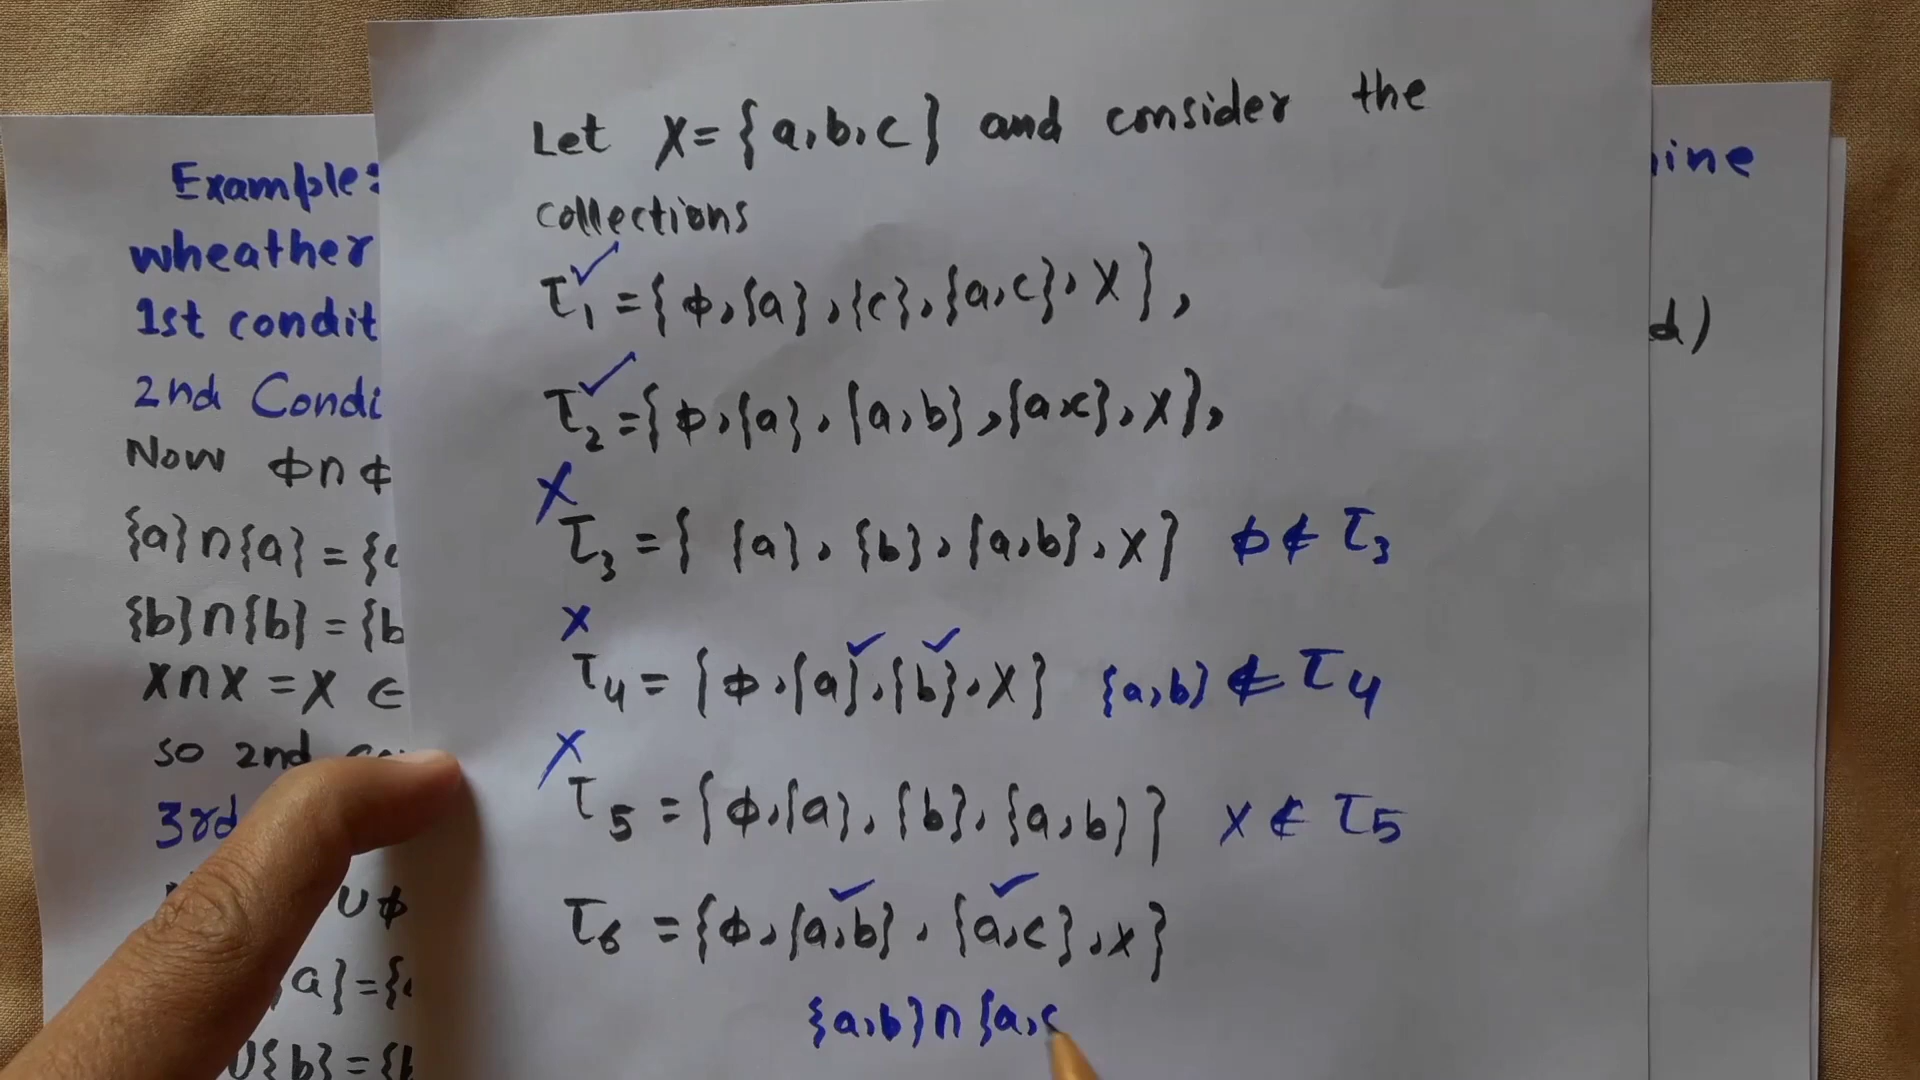 Let X={a,b,c} and consider the
collections
τ₁={φ,{a},{c},{a,c},X},
τ₂={φ,{a},{a,b},{a,c},X},
τ₃={ {a},{b},{a,b},X} φ∉τ₃
τ₄={φ,{a},{b},X} {a,b}∉τ₄
τ₅={φ,{a},{b},{a,b}} X∉τ₅
τ₆={φ,{a,b},{a,c},X}
{a,b}∩{a,c
Example:
wheather
1st condit
2nd Condi
Now φ∩φ
{a}∩{a}={
{b}∩{b}={b
X∩X=X ∈
so 2nd
3rd
∪φ
a}={
∪{b}={b
ine
d)